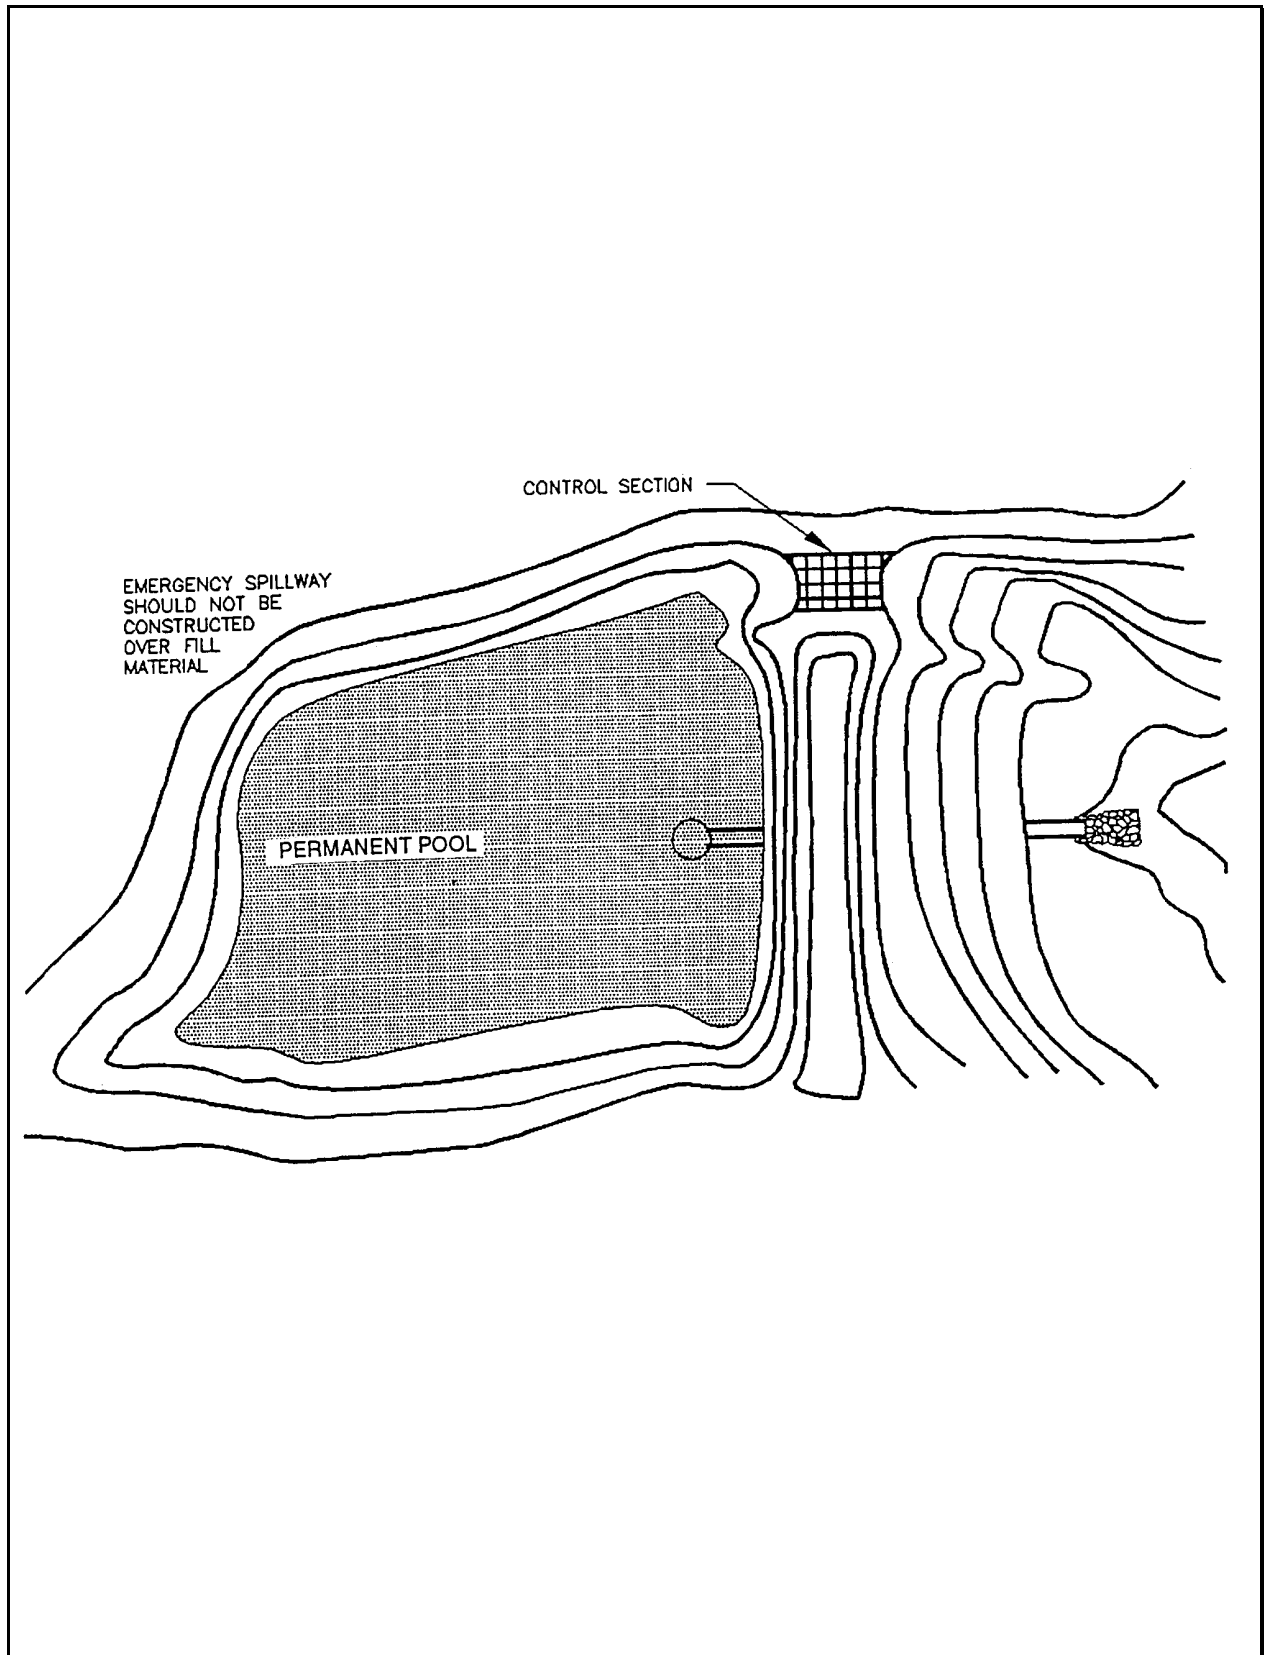 CONTROL SECTION
EMERGENCY SPILLWAY
SHOULD NOT BE
CONSTRUCTED
OVER FILL
MATERIAL
PERMANENT POOL